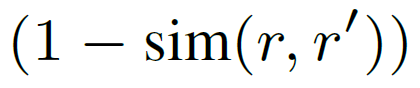 (1 − sim(r, r′))